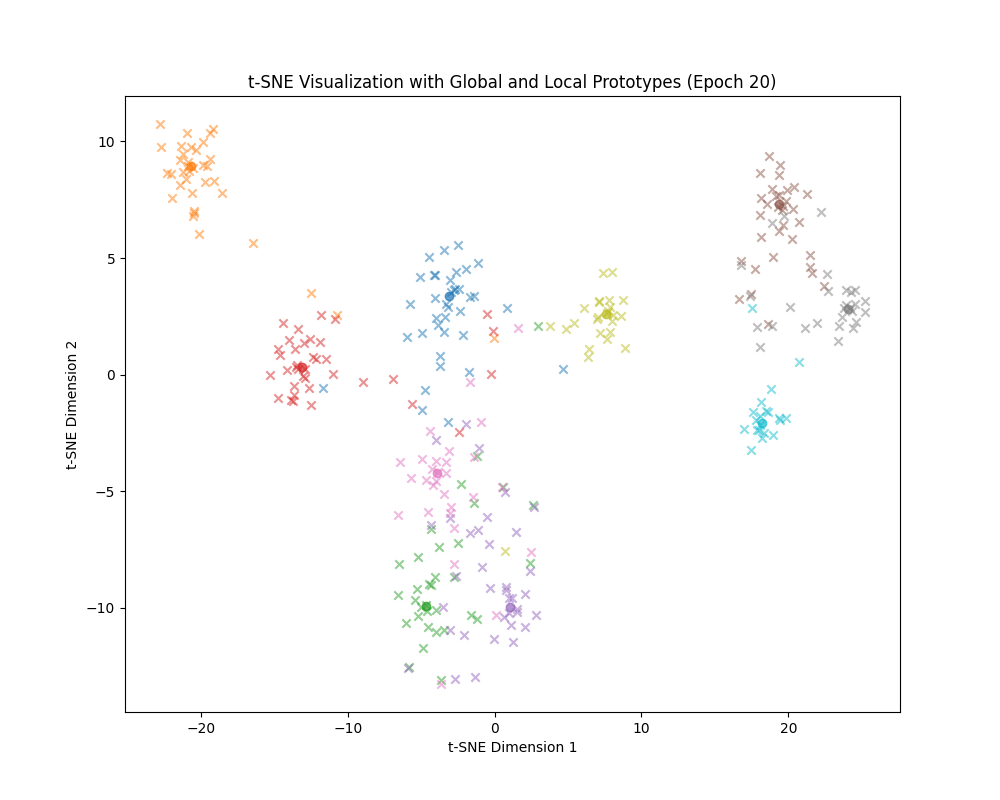 t-SNE Visualization with Global and Local Prototypes (Epoch 20)
10
5
0
−5
−10
t-SNE Dimension 2
−20 −10 0 10 20
t-SNE Dimension 1